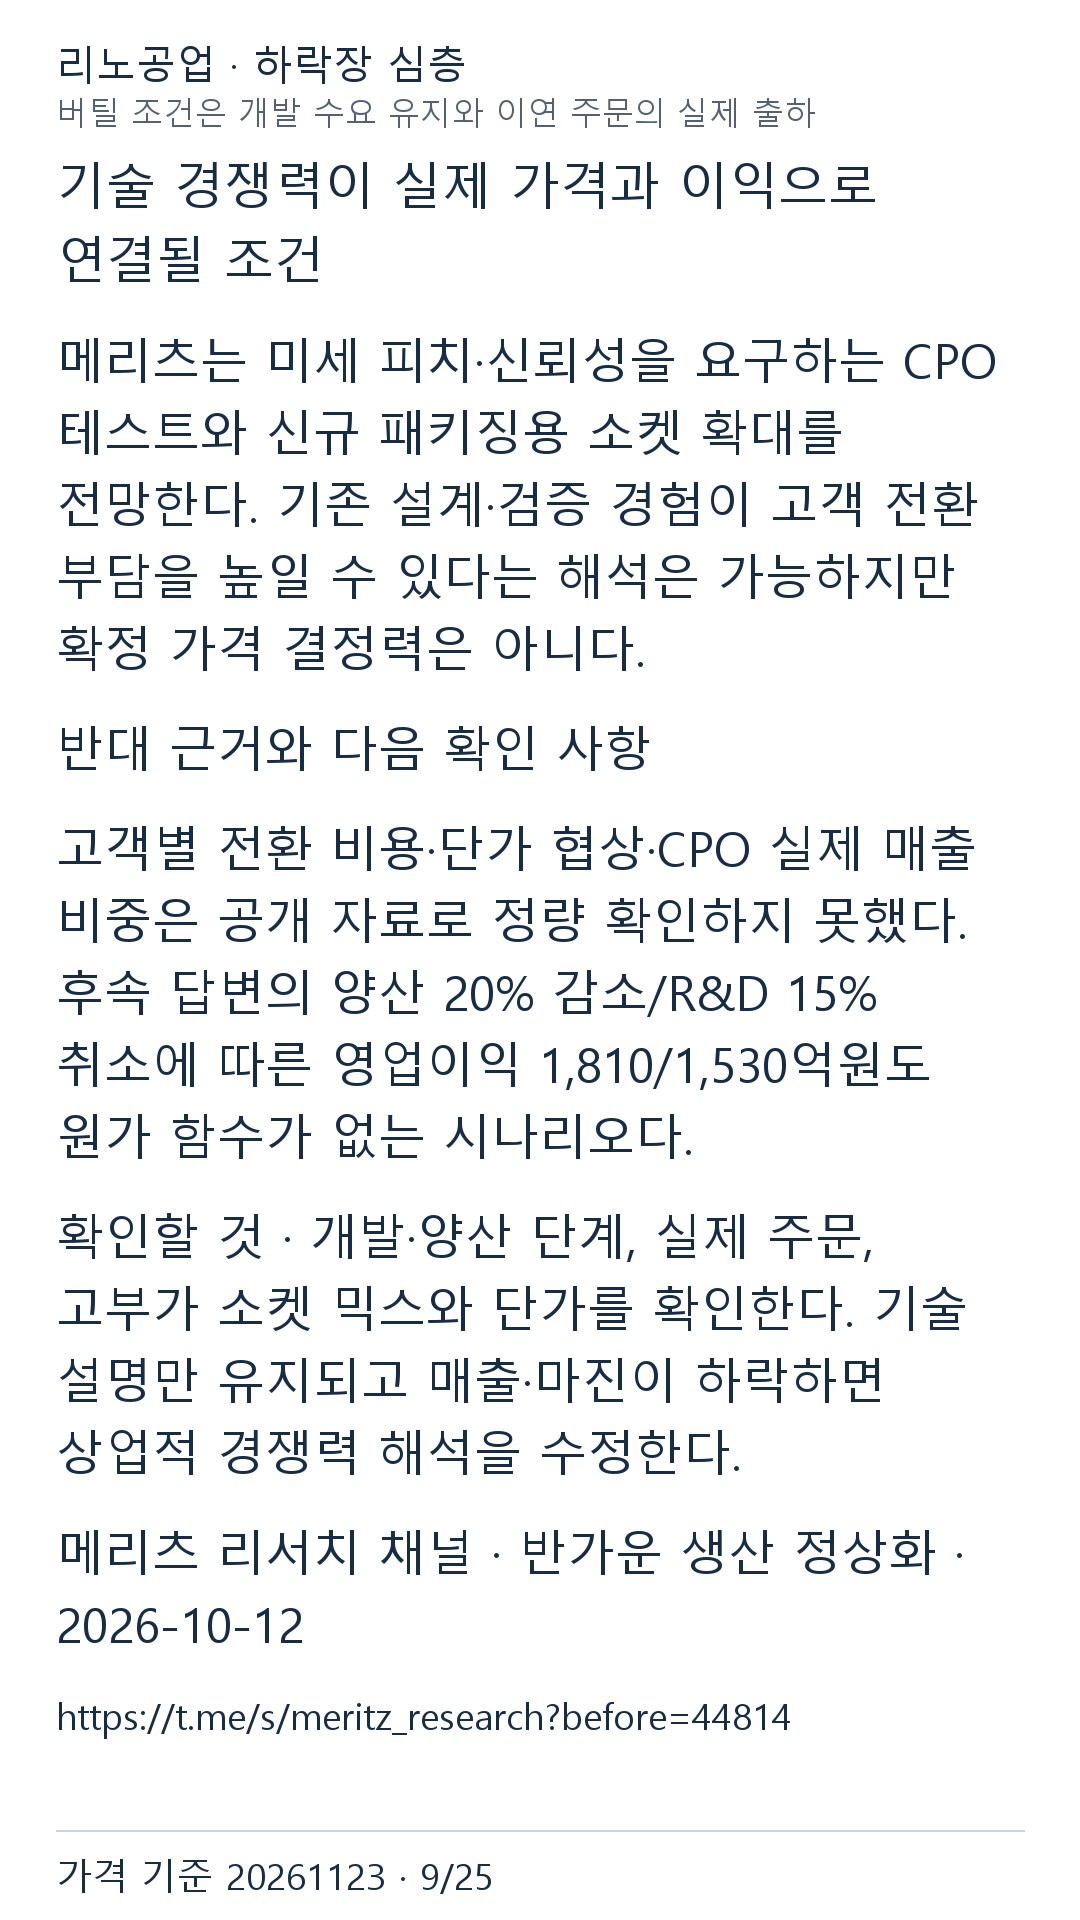 리노공업 · 하락장 심층
버틸 조건은 개발 수요 유지와 이연 주문의 실제 출하
기술 경쟁력이 실제 가격과 이익으로
연결될 조건
메리츠는 미세 피치·신뢰성을 요구하는 CPO
테스트와 신규 패키징용 소켓 확대를
전망한다. 기존 설계·검증 경험이 고객 전환
부담을 높일 수 있다는 해석은 가능하지만
확정 가격 결정력은 아니다.
반대 근거와 다음 확인 사항
고객별 전환 비용·단가 협상·CPO 실제 매출
비중은 공개 자료로 정량 확인하지 못했다.
후속 답변의 양산 20% 감소/R&D 15%
취소에 따른 영업이익 1,810/1,530억원도
원가 함수가 없는 시나리오다.
확인할 것 · 개발·양산 단계, 실제 주문,
고부가 소켓 믹스와 단가를 확인한다. 기술
설명만 유지되고 매출·마진이 하락하면
상업적 경쟁력 해석을 수정한다.
메리츠 리서치 채널 · 반가운 생산 정상화 ·
2026-10-12
https://t.me/s/meritz_research?before=44814
가격 기준 20261123 · 9/25